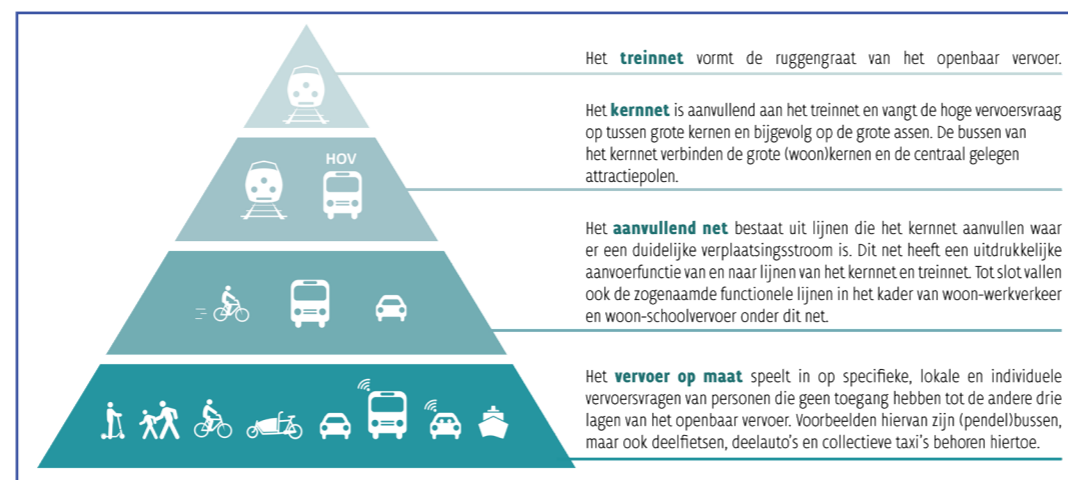 Het treinnet vormt de ruggengraat van het openbaar vervoer.
Het kernnet is aanvullend aan het treinnet en vangt de hoge vervoersvraag
op tussen grote kernen en bijgevolg op de grote assen. De bussen van
het kernnet verbinden de grote (woon)kernen en de centraal gelegen
attractiepolen.
HOV
Het aanvullend net bestaat uit lijnen die het kernnet aanvullen waar
er een duidelijke verplaatsingsstroom is. Dit net heeft een uitdrukkelijke
aanvoerfunctie van en naar lijnen van het kernnet en treinnet. Tot slot vallen
ook de zogenaamde functionele lijnen in het kader van woon-werkverkeer
en woon-schoolvervoer onder dit net.
Het vervoer op maat speelt in op specifieke, lokale en individuele
vervoersvragen van personen die geen toegang hebben tot de andere drie
lagen van het openbaar vervoer. Voorbeelden hiervan zijn (pendel)bussen,
maar ook deelfietsen, deelauto's en collectieve taxi's behoren hiertoe.